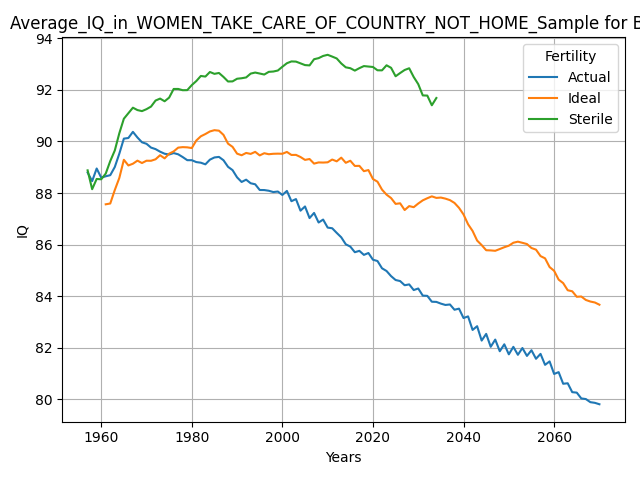 Average_IQ_in_WOMEN_TAKE_CARE_OF_COUNTRY_NOT_HOME_Sample for
94
92
90
88
86
84
82
80
IQ
1960
1980
2000
2020
2040
2060
Years
Fertility
Actual
Ideal
Sterile